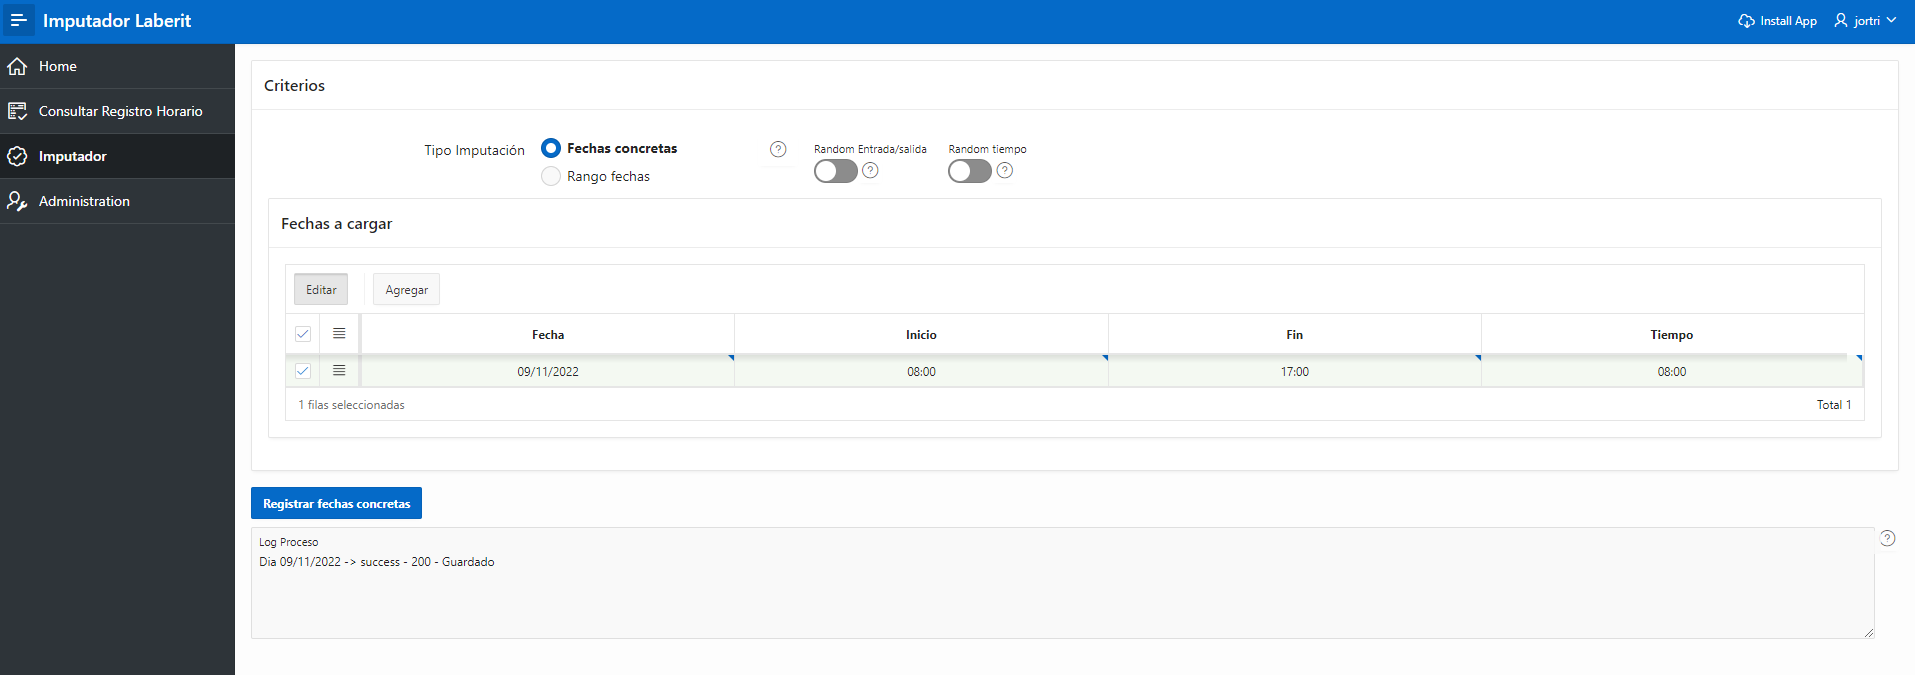 Imputador Laberit
Install App
jortri
Home
Consultar Registro Horario
Imputador
Administration
Criterios
Tipo Imputación
Fechas concretas
Rango fechas
?
Random Entrada/salida
?
Random tiempo
?
Fechas a cargar
Editar
Agregar
Fecha Inicio Fin Tiempo
09/11/2022 08:00 17:00 08:00
1 filas seleccionadas
Total 1
Registrar fechas concretas
Log Proceso
Dia 09/11/2022 -> success - 200 - Guardado
?